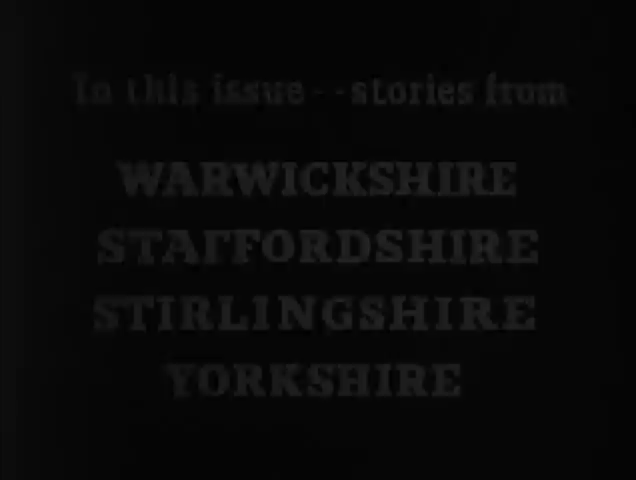 In this issue--stories from
WARWICKSHIRE
STAFFORDSHIRE
STIRLINGSHIRE
YORKSHIRE